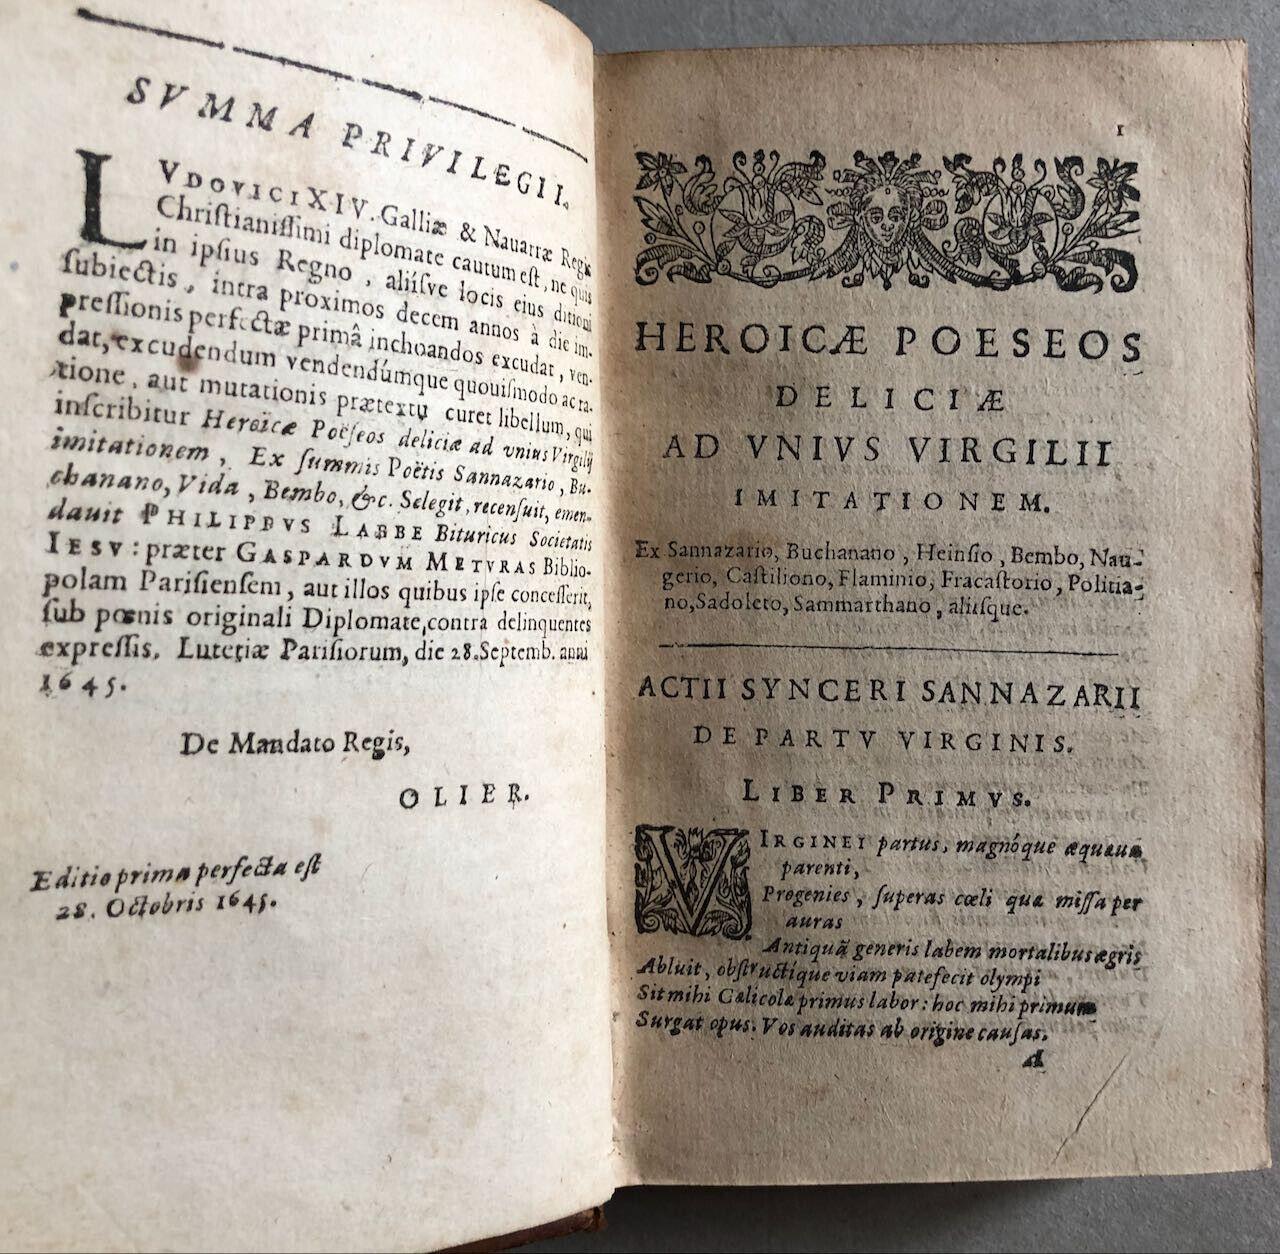 SVMMA PRIVILEGII.
LVDOVICI XIV. Galliæ & Nauarræ Regis
Christianissimi diplomate cautum est, ne quis
in ipsius Regno, aliísve locis eius ditioni
subiectis, intra proximos decem annos à die im-
pressionis perfectæ primâ inchoandos excudat, ven-
dat, excudendum vendendúmque quouismodo ac ra-
tione, aut mutationis prætextu curet libellum, qui
inscribitur Heroicæ Poëseos deliciæ ad vnius Virgilij
imitationem, Ex summis Poëtis Sannazario, Bu-
chanano, Vida, Bembo, &c. Selegit, recensuit, emen-
dauit PHILIPPVS LABBE Bituricus Societatis
IESV: præter GASPARDVM METVRAS Biblio-
polam Parisiensem, aut illos quibus ipse concesserit,
sub pœnis originali Diplomate, contra delinquentes
expressis. Lutetiæ Parisiorum, die 28. Septemb. anni
1645.
De Mandato Regis,
OLIER.
Editio prima perfecta est
28. Octobris 1645.
1
HEROICÆ POESEOS
DELICIÆ
AD VNIVS VIRGILII
IMITATIONEM.
Ex Sannazario, Buchanano, Heinsio, Bembo, Nau-
gerio, Castiliono, Flaminio, Fracastorio, Politia-
no, Sadoleto, Sammarthano, aliisque.
ACTII SYNCERI SANNAZARII
DE PARTV VIRGINIS.
LIBER PRIMVS.
VIRGINEI partus, magnóque æquæua
parenti,
Progenies, superas cœli quæ missa per
auras
Antiquā generis labem mortalibus ægris
Abluit, obstructíque viam patefecit olympi
Sit mihi Cælicolæ primus labor: hoc mihi primum
Surgat opus. Vos auditas ab origine causas.
A